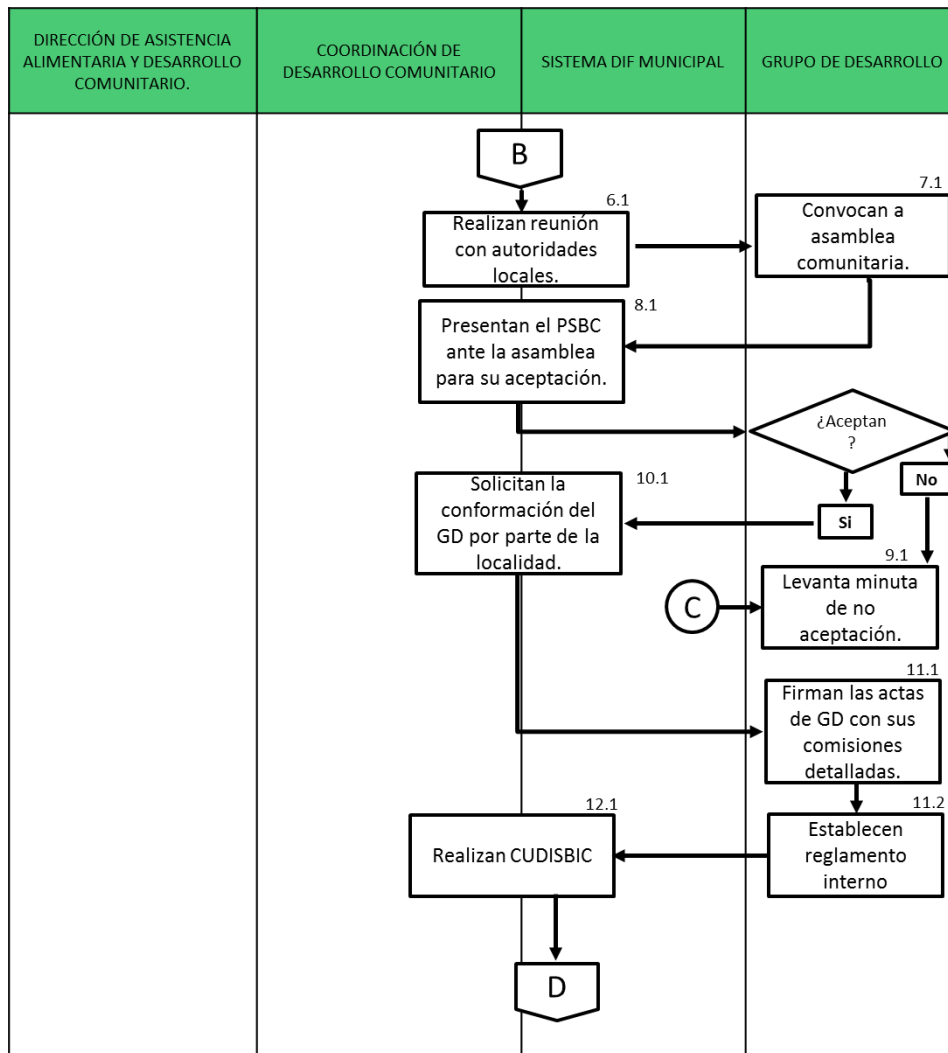 DIRECCIÓN DE ASISTENCIA
ALIMENTARIA Y DESARROLLO
COMUNITARIO.
COORDINACIÓN DE
DESARROLLO COMUNITARIO
SISTEMA DIF MUNICIPAL
GRUPO DE DESARROLLO
B
6.1
Realizan reunión
con autoridades
locales.
7.1
Convocan a
asamblea
comunitaria.
8.1
Presentan el PSBC
ante la asamblea
para su aceptación.
¿Aceptan
?
No
Si
10.1
Solicitan la
conformación del
GD por parte de la
localidad.
9.1
Levanta minuta
de no
aceptación.
C
11.1
Firman las actas
de GD con sus
comisiones
detalladas.
11.2
Establecen
reglamento
interno
12.1
Realizan CUDISBIC
D